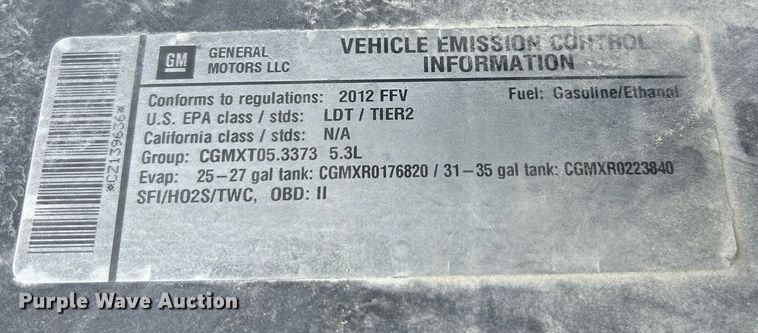 GM
GENERAL
MOTORS LLC
VEHICLE EMISSION CONTROL
INFORMATION
Conforms to regulations: 2012 FFV
Fuel: Gasoline/Ethanol
U.S. EPA class / stds: LDT / TIER2
California class / stds: N/A
Group: CGMXT05.3373 5.3L
Evap: 25-27 gal tank: CGMXR0176820 / 31-35 gal tank: CGMXR0223840
SFI/HO2S/TWC, OBD: II
*CZ139636*
Purple Wave Auction